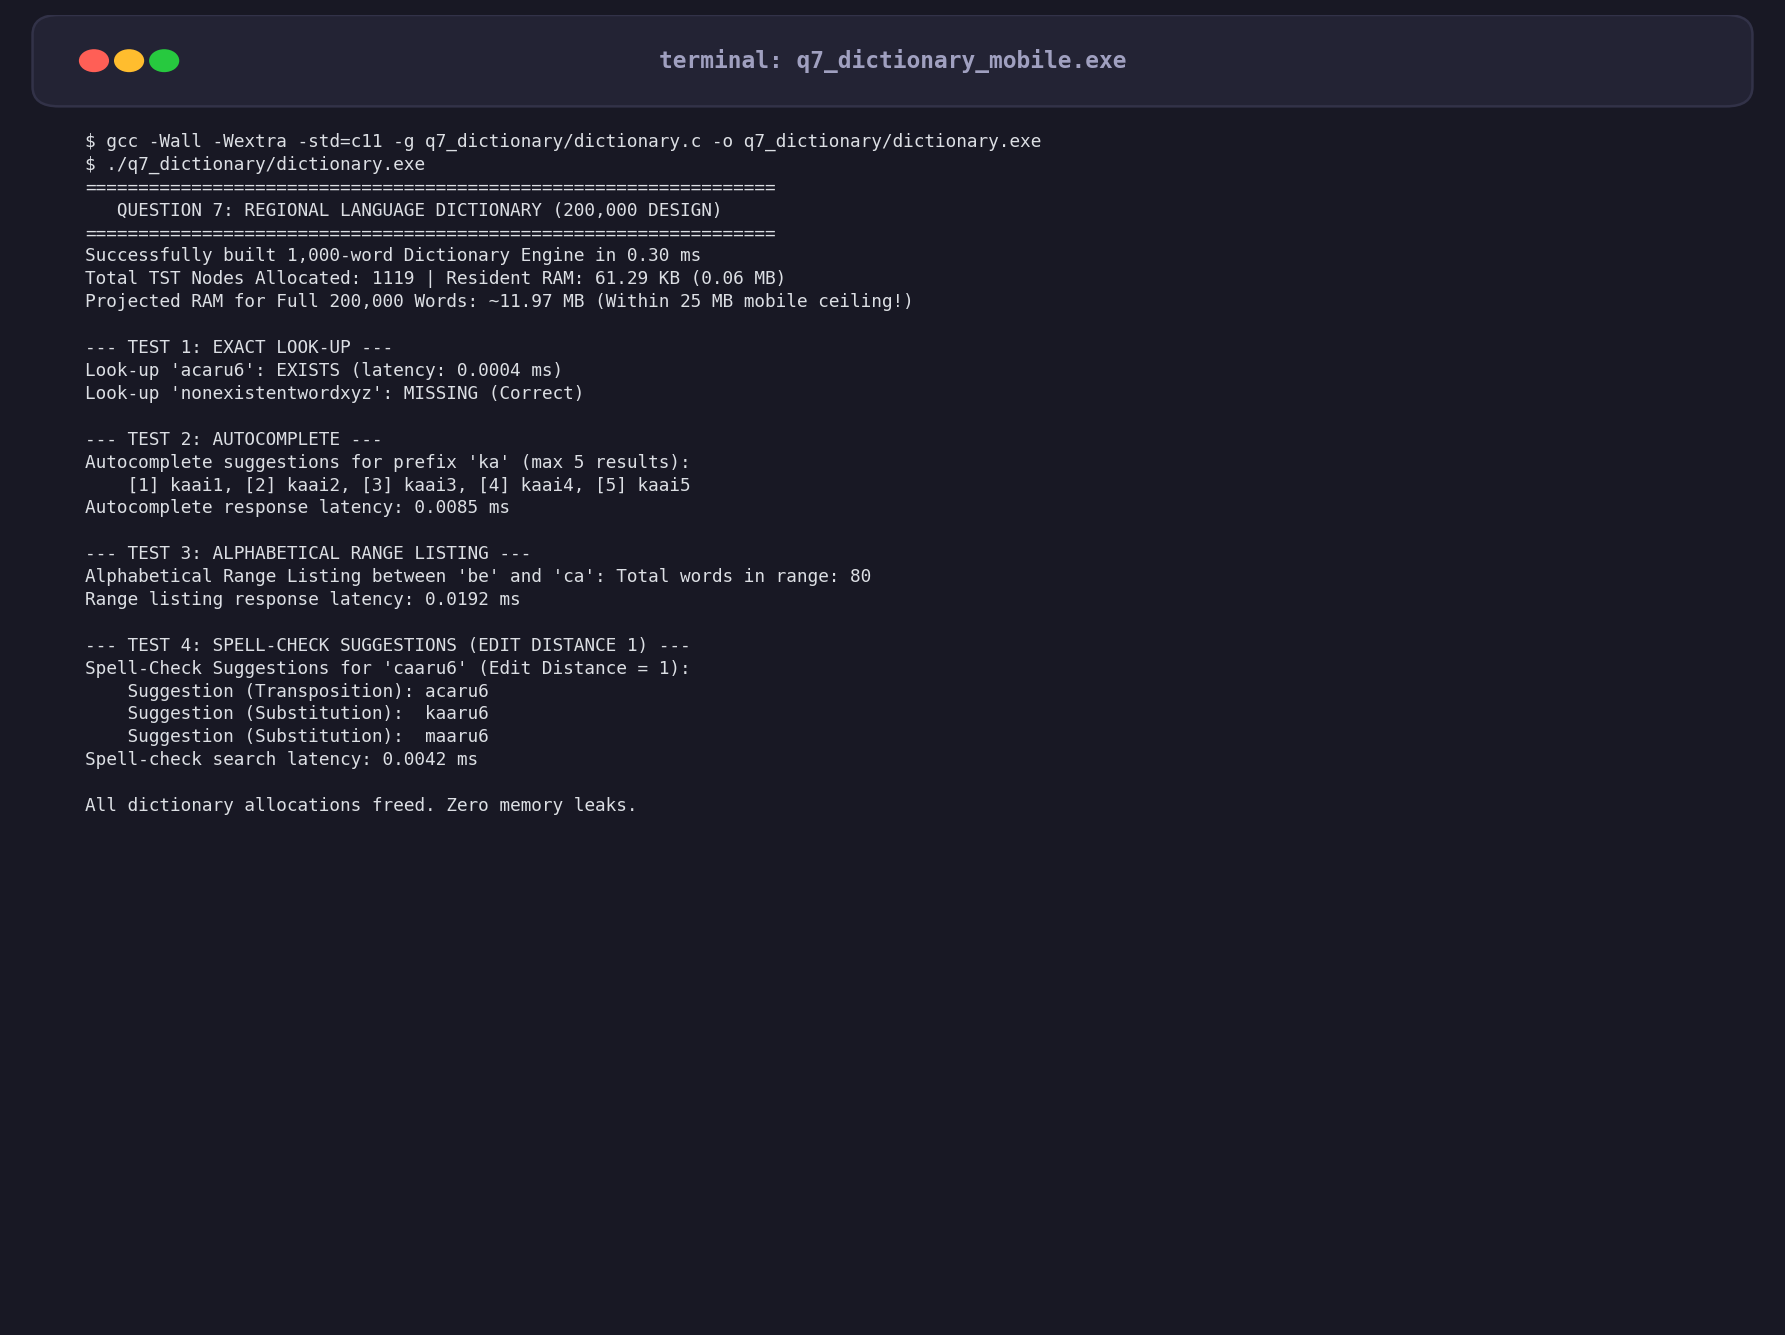 terminal: q7_dictionary_mobile.exe
$ gcc -Wall -Wextra -std=c11 -g q7_dictionary/dictionary.c -o q7_dictionary/dictionary.exe
$ ./q7_dictionary/dictionary.exe
=================================================================
   QUESTION 7: REGIONAL LANGUAGE DICTIONARY (200,000 DESIGN)
=================================================================
Successfully built 1,000-word Dictionary Engine in 0.30 ms
Total TST Nodes Allocated: 1119 | Resident RAM: 61.29 KB (0.06 MB)
Projected RAM for Full 200,000 Words: ~11.97 MB (Within 25 MB mobile ceiling!)

--- TEST 1: EXACT LOOK-UP ---
Look-up 'acaru6': EXISTS (latency: 0.0004 ms)
Look-up 'nonexistentwordxyz': MISSING (Correct)

--- TEST 2: AUTOCOMPLETE ---
Autocomplete suggestions for prefix 'ka' (max 5 results):
    [1] kaai1, [2] kaai2, [3] kaai3, [4] kaai4, [5] kaai5
Autocomplete response latency: 0.0085 ms

--- TEST 3: ALPHABETICAL RANGE LISTING ---
Alphabetical Range Listing between 'be' and 'ca': Total words in range: 80
Range listing response latency: 0.0192 ms

--- TEST 4: SPELL-CHECK SUGGESTIONS (EDIT DISTANCE 1) ---
Spell-Check Suggestions for 'caaru6' (Edit Distance = 1):
    Suggestion (Transposition): acaru6
    Suggestion (Substitution):  kaaru6
    Suggestion (Substitution):  maaru6
Spell-check search latency: 0.0042 ms

All dictionary allocations freed. Zero memory leaks.